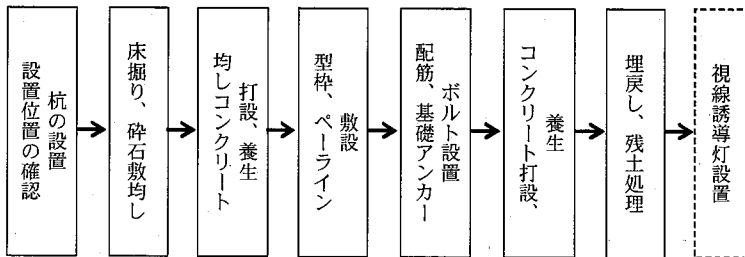 設置位置の確認
杭の設置
床掘り、砕石敷均し
均しコンクリート
打設、養生
型枠、ペーライン
敷設
配筋、基礎アンカー
ボルト設置
コンクリート打設、
養生
埋戻し、残土処理
視線誘導灯設置